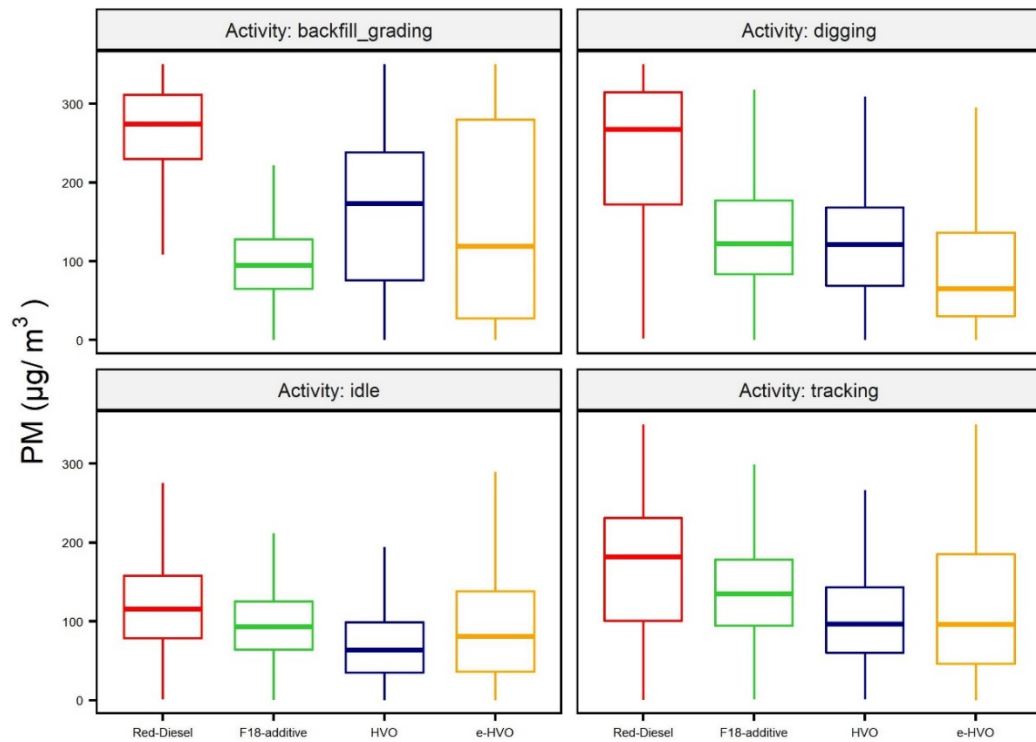 Activity: backfill_grading
Activity: digging
300
200
100
0
Activity: idle
Activity: tracking
300
200
100
0
PM (µg/ m³ )
Red-Diesel F18-additive HVO e-HVO
Red-Diesel F18-additive HVO e-HVO